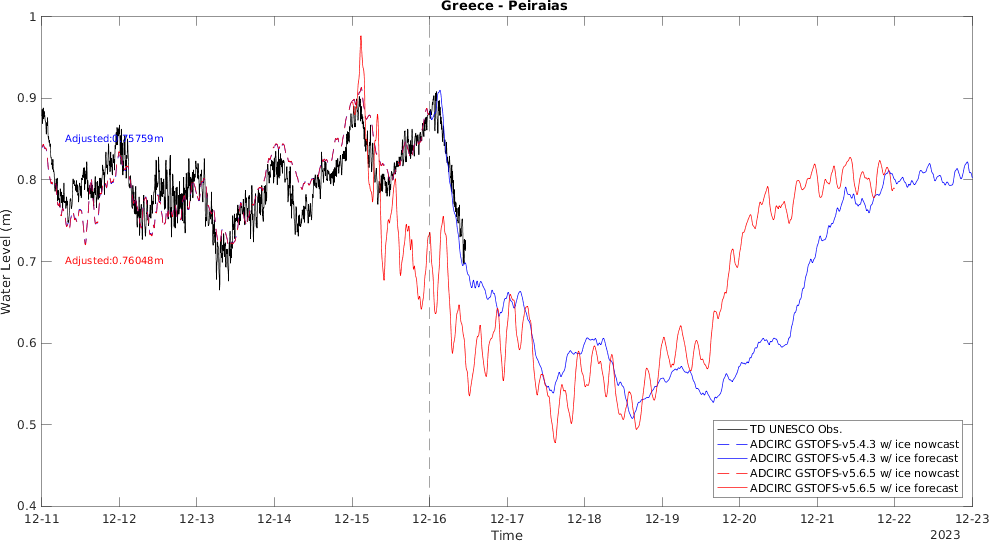 Greece - Peiraias
Water Level (m)
1
0.9
0.8
0.7
0.6
0.5
0.4
Adjusted:0.75759m
Adjusted:0.76048m
TD UNESCO Obs.
ADCIRC GSTOFS-v5.4.3 w/ ice nowcast
ADCIRC GSTOFS-v5.4.3 w/ ice forecast
ADCIRC GSTOFS-v5.6.5 w/ ice nowcast
ADCIRC GSTOFS-v5.6.5 w/ ice forecast
12-11 12-12 12-13 12-14 12-15 12-16 12-17 12-18 12-19 12-20 12-21 12-22 12-23
Time
2023